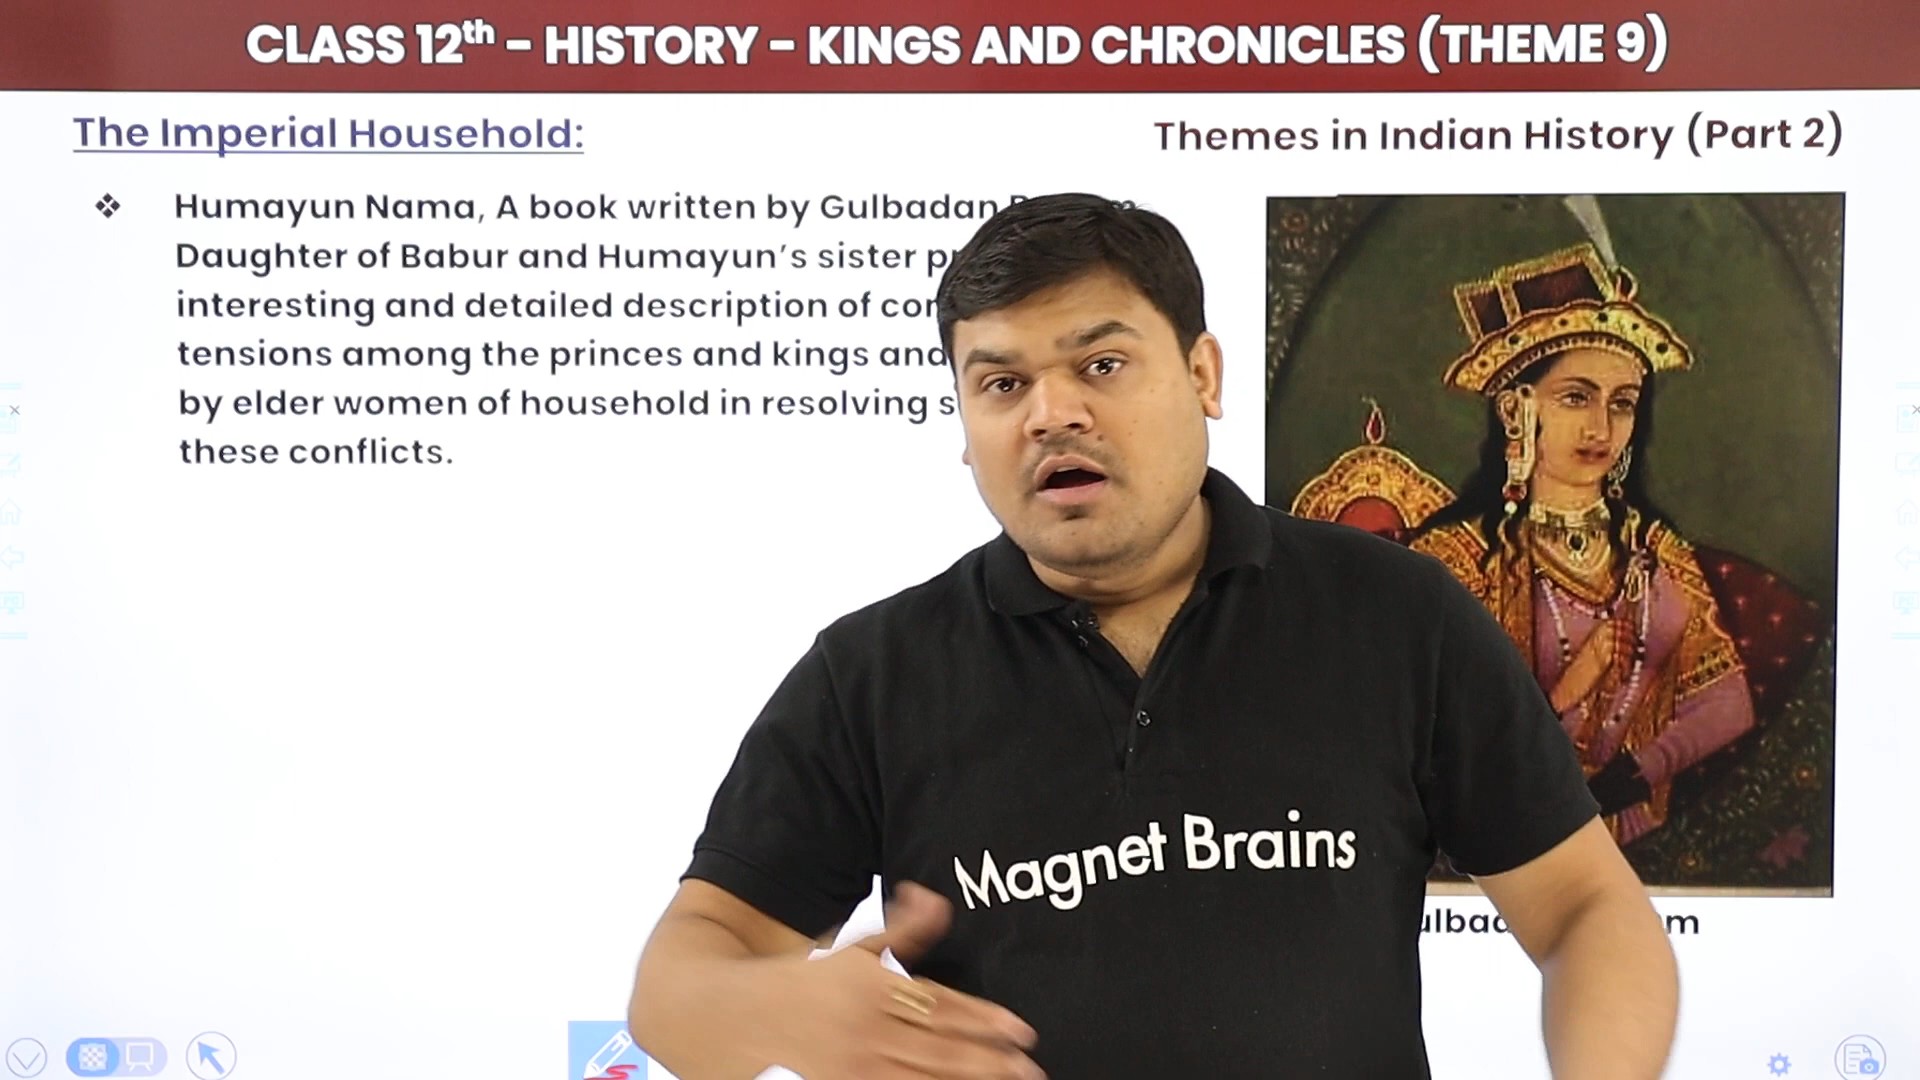 CLASS 12th – HISTORY – KINGS AND CHRONICLES (THEME 9)
The Imperial Household:
Themes in Indian History (Part 2)
Humayun Nama, A book written by Gulbadan
Daughter of Babur and Humayun’s sister
interesting and detailed description of
tensions among the princes and kings and
by elder women of household in resolving
these conflicts.
Magnet Brains